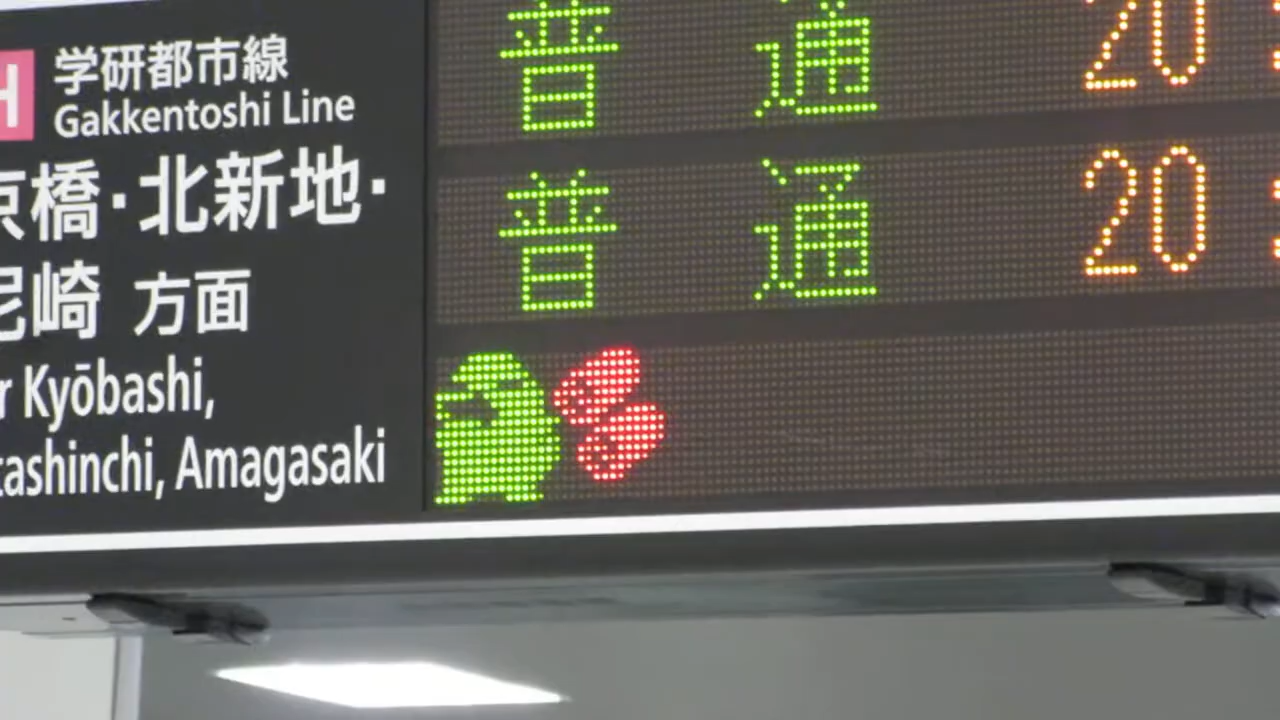 H 学研都市線
Gakkentoshi Line
京橋・北新地・
尼崎 方面
r Kyōbashi,
tashinchi, Amagasaki
普通 20:
普通 20: